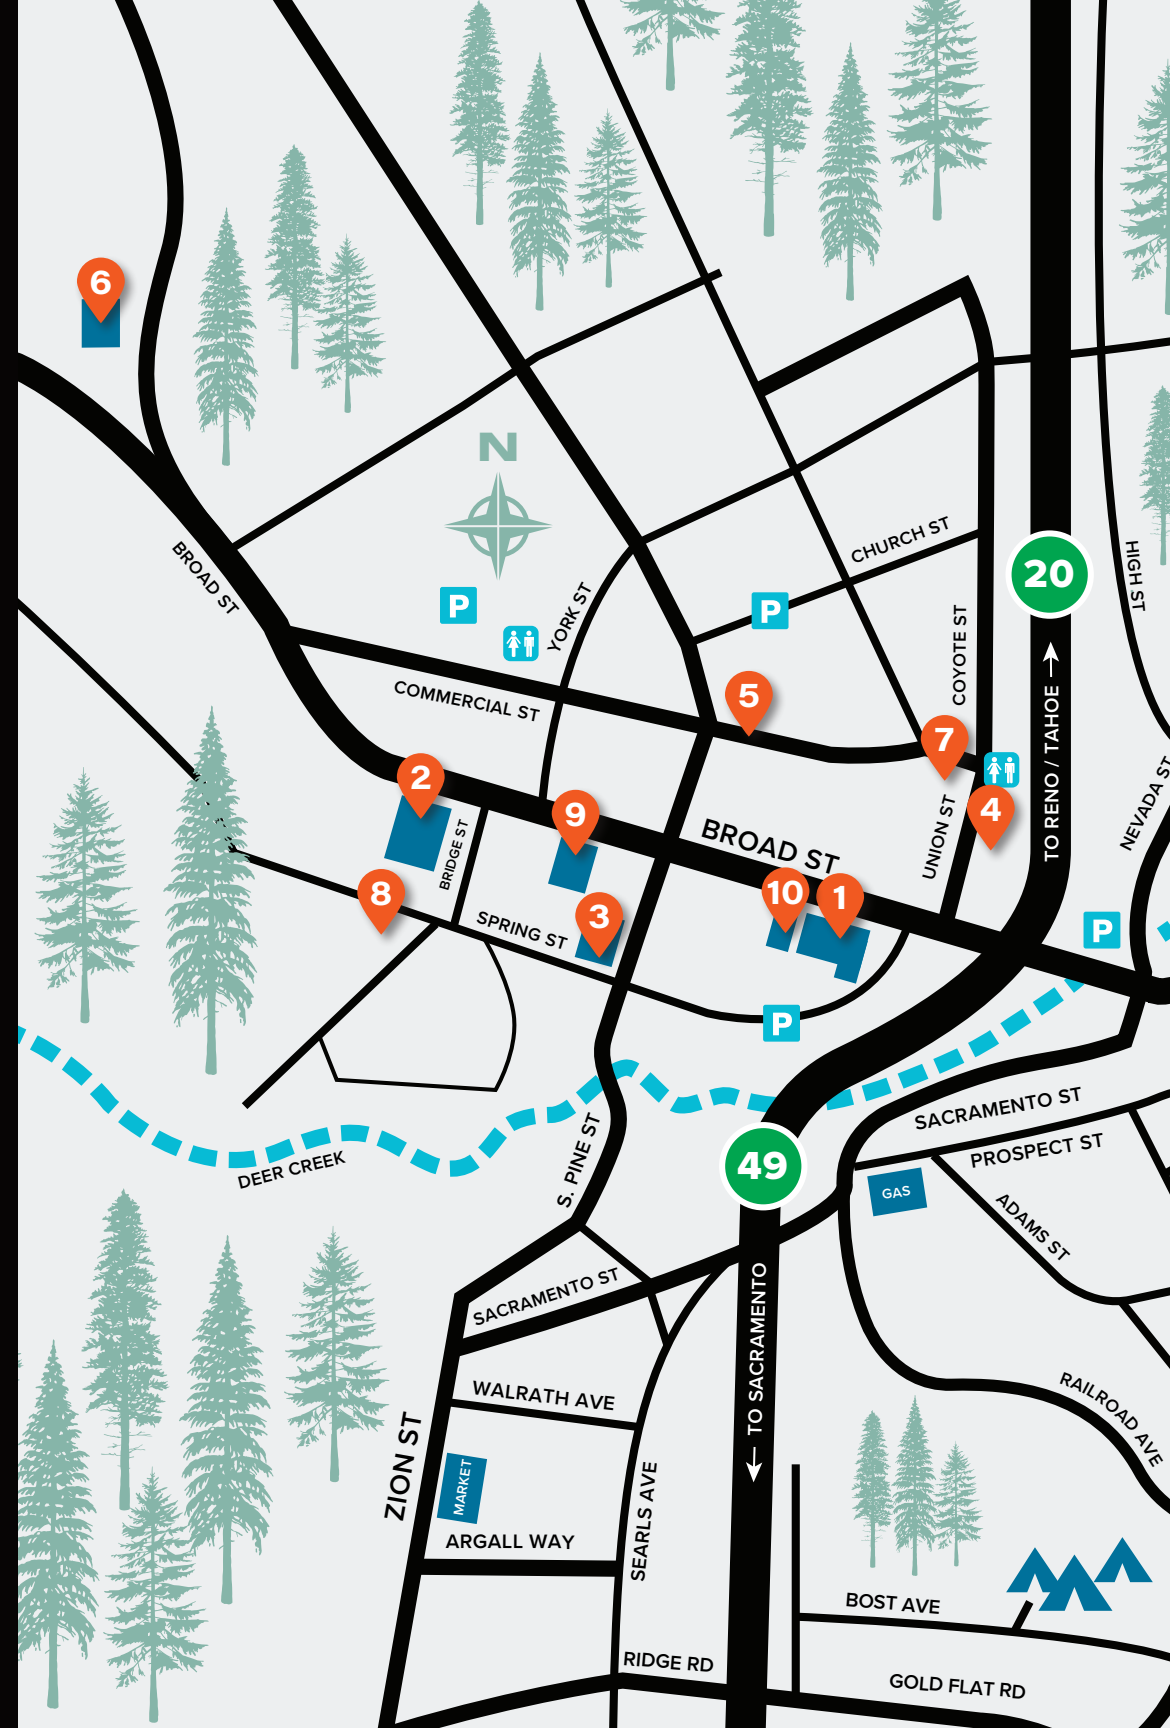 6
N
BROAD ST
P
YORK ST
P
CHURCH ST
20
HIGH ST
COYOTE ST
COMMERCIAL ST
5
7
TO RENO / TAHOE
2
9
BROAD ST
UNION ST
4
NEVADA ST
BRIDGE ST
8
SPRING ST
3
10
1
P
P
DEER CREEK
S. PINE ST
49
SACRAMENTO ST
PROSPECT ST
GAS
ADAMS ST
SACRAMENTO ST
TO SACRAMENTO
WALRATH AVE
RAILROAD AVE
ZION ST
MARKET
SEARLS AVE
ARGALL WAY
BOST AVE
RIDGE RD
GOLD FLAT RD